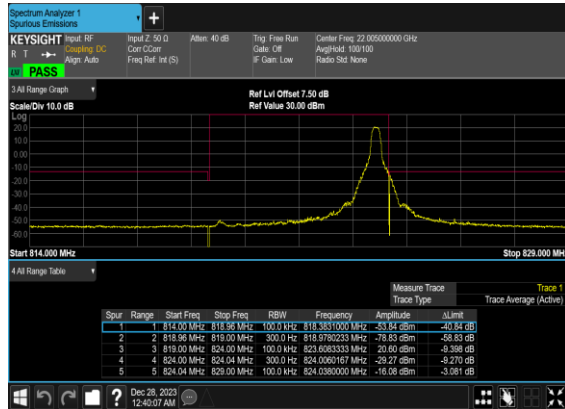 Spectrum Analyzer 1
Spurious Emissions
KEYSIGHT
Input: RF
Coupling: DC
Align: Auto
Input Z: 50 Ω
Corr CCorr
Freq Ref: Int (S)
Atten: 40 dB
Trig: Free Run
Gate: Off
IF Gain: Low
Center Freq: 22.005000000 GHz
Avg|Hold: 100/100
Radio Std: None
R T
PASS
3 All Range Graph
Ref Lvl Offset 7.50 dB
Scale/Div 10.0 dB
Ref Value 30.00 dBm
Log
20.0
10.0
0.00
-10.0
-20.0
-30.0
-40.0
-50.0
-60.0
Start 814.000 MHz
Stop 829.000 MH
4 All Range Table
Measure Trace Trace 1
Trace Type Trace Average (Active)
Spur Range Start Freq Stop Freq RBW Frequency Amplitude ΔLimit
1 1 814.00 MHz 818.96 MHz 100.0 kHz 818.3831000 MHz -53.84 dBm -40.84 dB
2 2 818.96 MHz 819.00 MHz 300.0 Hz 818.9780233 MHz -78.83 dBm -58.83 dB
3 3 819.00 MHz 824.00 MHz 100.0 kHz 823.6083333 MHz 20.60 dBm -9.398 dB
4 4 824.00 MHz 824.04 MHz 300.0 Hz 824.0060167 MHz -29.27 dBm -9.270 dB
5 5 824.04 MHz 829.00 MHz 100.0 kHz 824.0380000 MHz -16.08 dBm -3.081 dB
Dec 28, 2023
12:40:07 AM